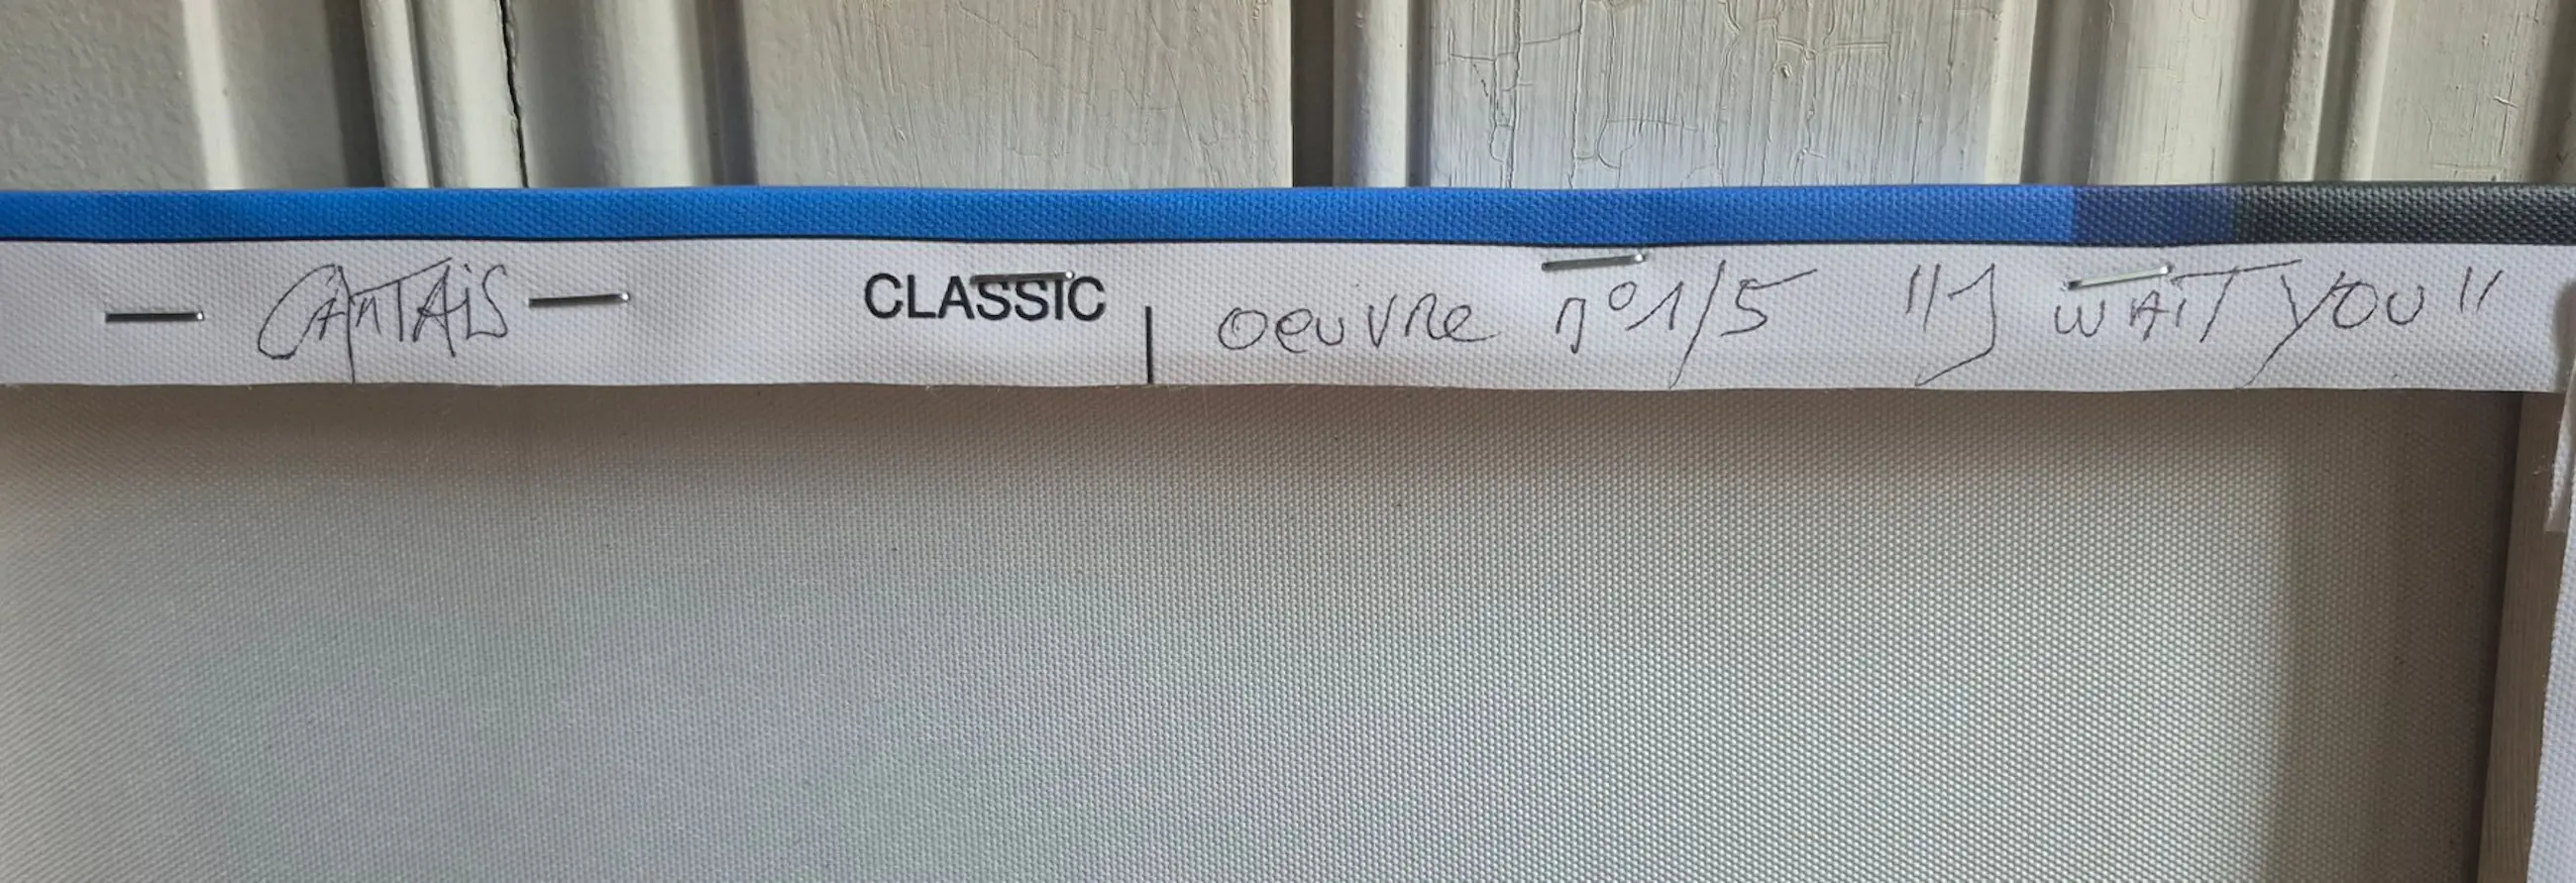 CANTAIS CLASSIC oeuvre n°1/5 "I WAIT YOU"